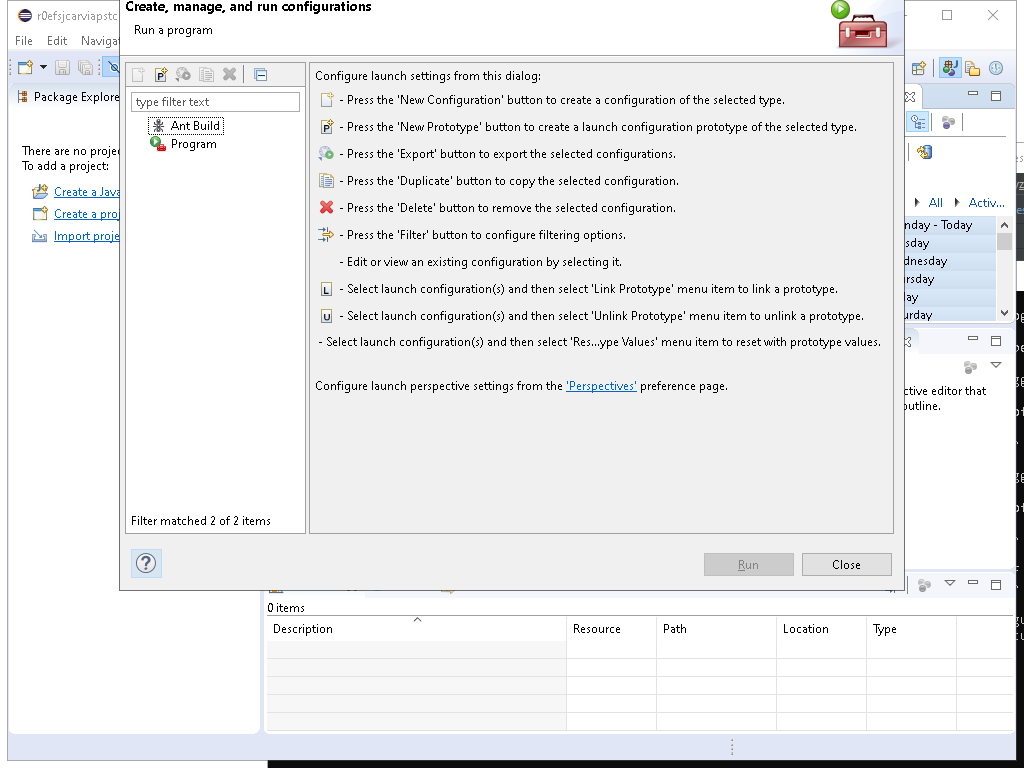 Create, manage, and run configurations
Run a program
r0efsjcarviapstc
File Edit Navigat
Package Explore
There are no projec
To add a project:
Create a Java
Create a proj
Import proje
type filter text
Ant Build
Program
Filter matched 2 of 2 items
Configure launch settings from this dialog:
- Press the 'New Configuration' button to create a configuration of the selected type.
- Press the 'New Prototype' button to create a launch configuration prototype of the selected type.
- Press the 'Export' button to export the selected configurations.
- Press the 'Duplicate' button to copy the selected configuration.
- Press the 'Delete' button to remove the selected configuration.
- Press the 'Filter' button to configure filtering options.
- Edit or view an existing configuration by selecting it.
L - Select launch configuration(s) and then select 'Link Prototype' menu item to link a prototype.
U - Select launch configuration(s) and then select 'Unlink Prototype' menu item to unlink a prototype.
- Select launch configuration(s) and then select 'Res...ype Values' menu item to reset with prototype values.
Configure launch perspective settings from the 'Perspectives' preference page.
Run
Close
All Activ...
nday - Today
sday
dnesday
ursday
ay
urday
ctive editor that
outline.
0 items
Description Resource Path Location Type